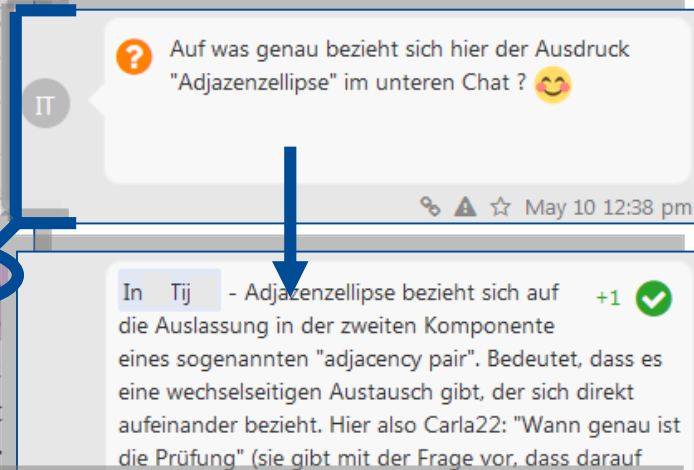 Auf was genau bezieht sich hier der Ausdruck
"Adjazenzellipse" im unteren Chat ?
IT
May 10 12:38 pm
In Tij - Adjazenzellipse bezieht sich auf +1
die Auslassung in der zweiten Komponente
eines sogenannten "adjacency pair". Bedeutet, dass es
eine wechselseitigen Austausch gibt, der sich direkt
aufeinander bezieht. Hier also Carla22: "Wann genau ist
die Prüfung" (sie gibt mit der Frage vor, dass darauf